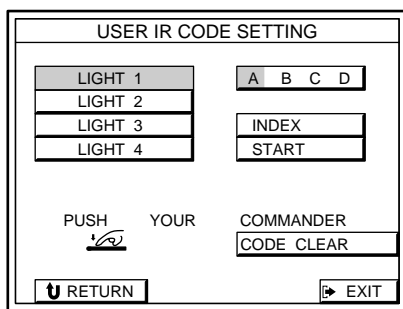 USER IR CODE SETTING
LIGHT 1
LIGHT 2
LIGHT 3
LIGHT 4
A B C D
INDEX
START
PUSH YOUR COMMANDER
CODE CLEAR
RETURN
EXIT